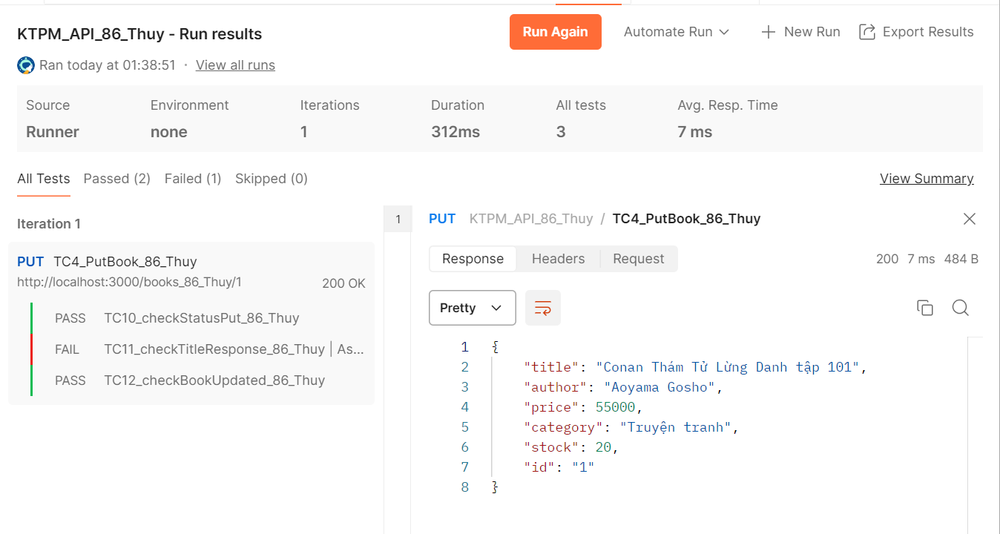 KTPM_API_86_Thuy - Run results
Run Again
Automate Run
New Run
Export Results
Ran today at 01:38:51 · View all runs
Source
Environment
Iterations
Duration
All tests
Avg. Resp. Time
Runner
none
1
312ms
3
7 ms
All Tests
Passed (2)
Failed (1)
Skipped (0)
View Summary
Iteration 1
PUT TC4_PutBook_86_Thuy
http://localhost:3000/books_86_Thuy/1
200 OK
PASS TC10_checkStatusPut_86_Thuy
FAIL TC11_checkTitleResponse_86_Thuy | As...
PASS TC12_checkBookUpdated_86_Thuy
1
PUT KTPM_API_86_Thuy / TC4_PutBook_86_Thuy
Response
Headers
Request
200 7 ms 484 B
Pretty
1 {
2 "title": "Conan Thám Tử Lừng Danh tập 101",
3 "author": "Aoyama Gosho",
4 "price": 55000,
5 "category": "Truyện tranh",
6 "stock": 20,
7 "id": "1"
8 }